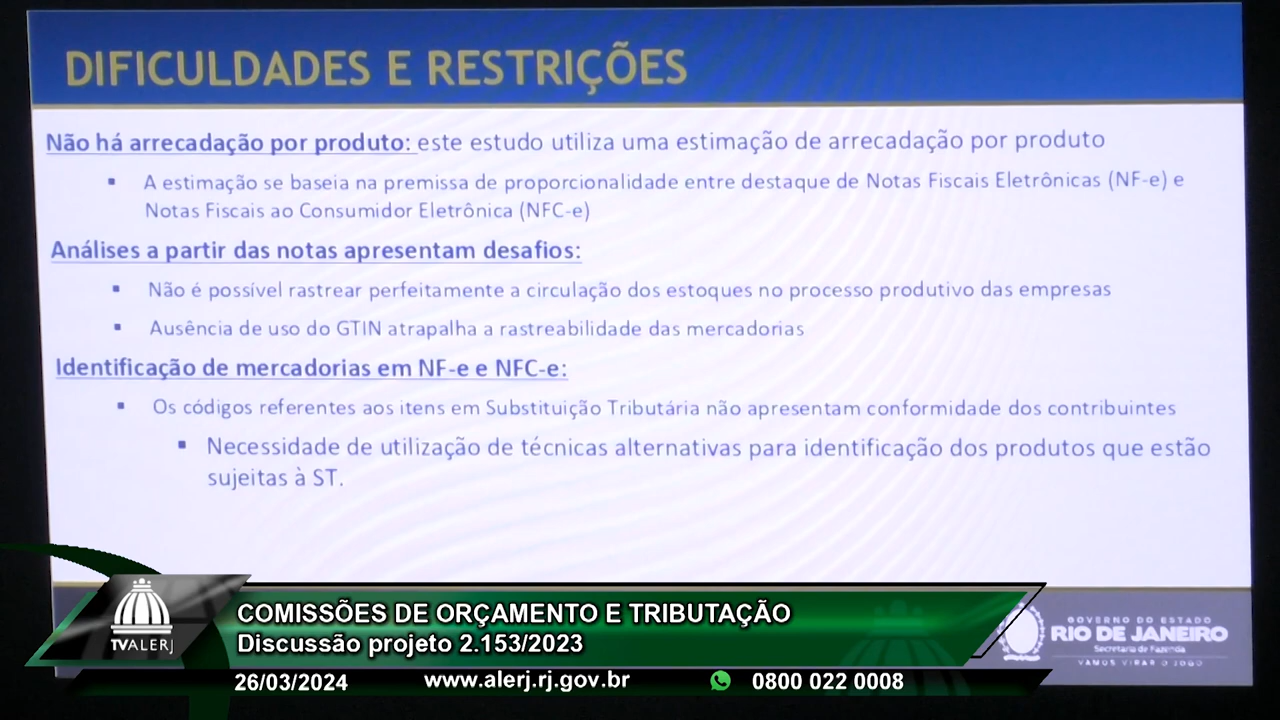 DIFICULDADES E RESTRIÇÕES
Não há arrecadação por produto: este estudo utiliza uma estimação de arrecadação por produto
▪ A estimação se baseia na premissa de proporcionalidade entre destaque de Notas Fiscais Eletrônicas (NF-e) e
Notas Fiscais ao Consumidor Eletrônica (NFC-e)
Análises a partir das notas apresentam desafios:
▪ Não é possível rastrear perfeitamente a circulação dos estoques no processo produtivo das empresas
▪ Ausência de uso do GTIN atrapalha a rastreabilidade das mercadorias
Identificação de mercadorias em NF-e e NFC-e:
▪ Os códigos referentes aos itens em Substituição Tributária não apresentam conformidade dos contribuintes
▪ Necessidade de utilização de técnicas alternativas para identificação dos produtos que estão
sujeitas à ST.
TVALERJ
COMISSÕES DE ORÇAMENTO E TRIBUTAÇÃO
Discussão projeto 2.153/2023
26/03/2024 www.alerj.rj.gov.br 0800 022 0008
GOVERNO DO ESTADO
RIO DE JANEIRO
Secretaria de Fazenda
VAMOS VIRAR O JOGO